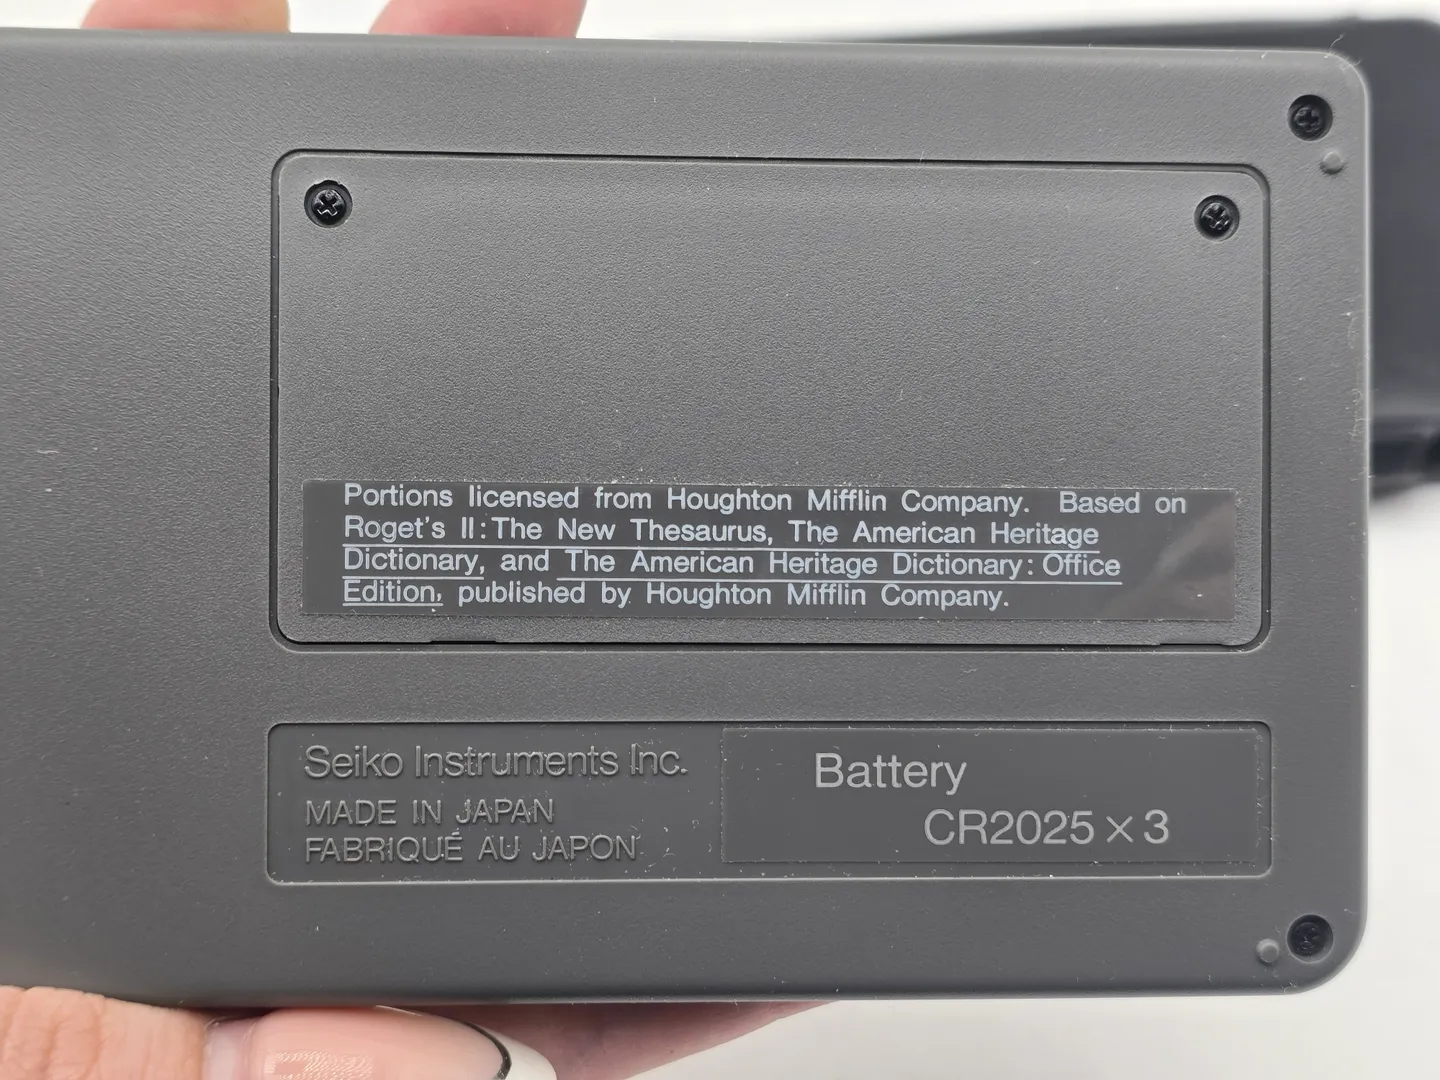 Portions licensed from Houghton Mifflin Company. Based on
Roget's II: The New Thesaurus, The American Heritage
Dictionary, and The American Heritage Dictionary: Office
Edition, published by Houghton Mifflin Company.
Seiko Instruments Inc.
MADE IN JAPAN
FABRIQUÉ AU JAPON
Battery
CR2025 × 3